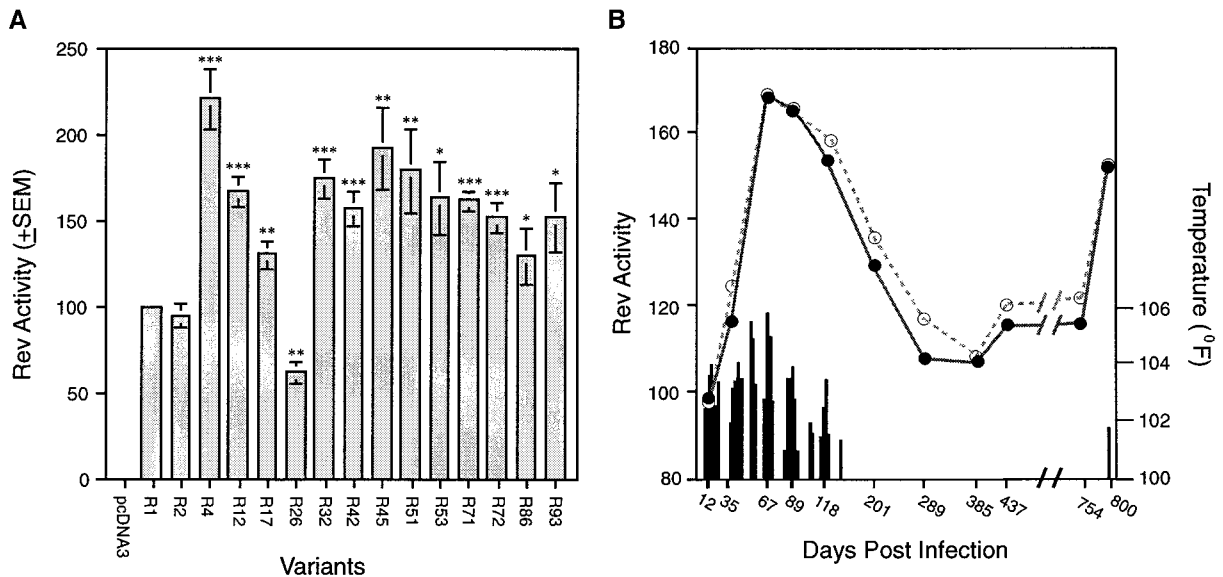 A
B
250
200
150
100
50
0
Rev Activity (±SEM)
***
***
**
**
***
***
**
**
*
***
***
*
*
pcDNA3
R1
R2
R4
R12
R17
R26
R32
R42
R45
R51
R53
R71
R72
R86
R93
Variants
180
160
140
120
100
80
Rev Activity
106
104
102
100
Temperature (⁰F)
12
35
67
89
118
201
289
385
437
754
800
Days Post Infection